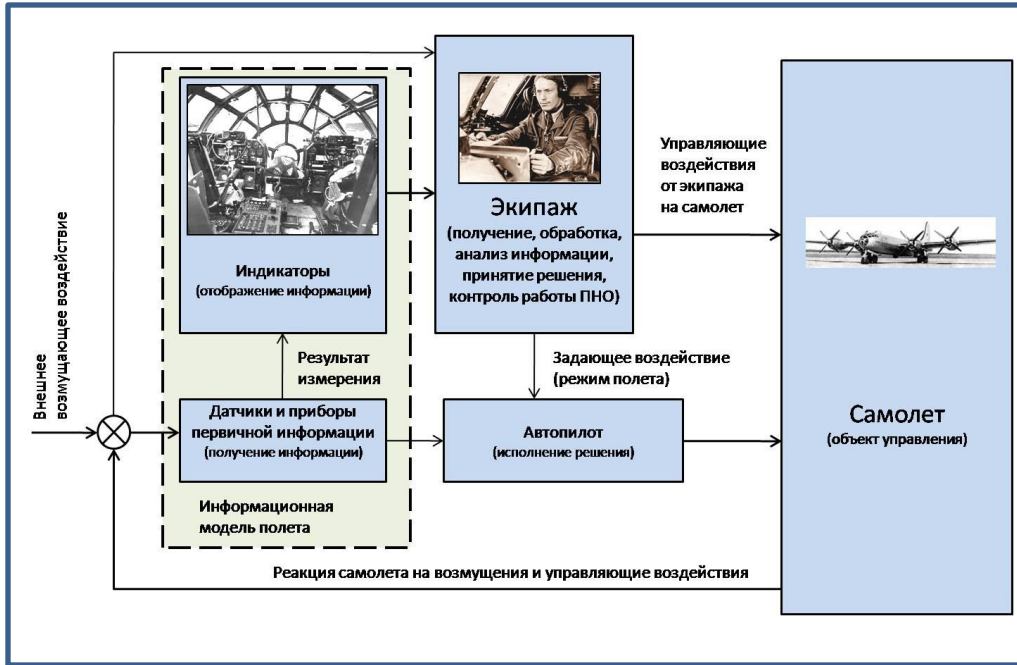 Внешнее
возмущающее воздействие
Индикаторы
(отображение информации)
Результат
измерения
Датчики и приборы
первичной информации
(получение информации)
Информационная
модель полета
Экипаж
(получение, обработка,
анализ информации,
принятие решения,
контроль работы ПНО)
Задающее воздействие
(режим полета)
Автопилот
(исполнение решения)
Управляющие
воздействия
от экипажа
на самолет
Самолет
(объект управления)
Реакция самолета на возмущения и управляющие воздействия